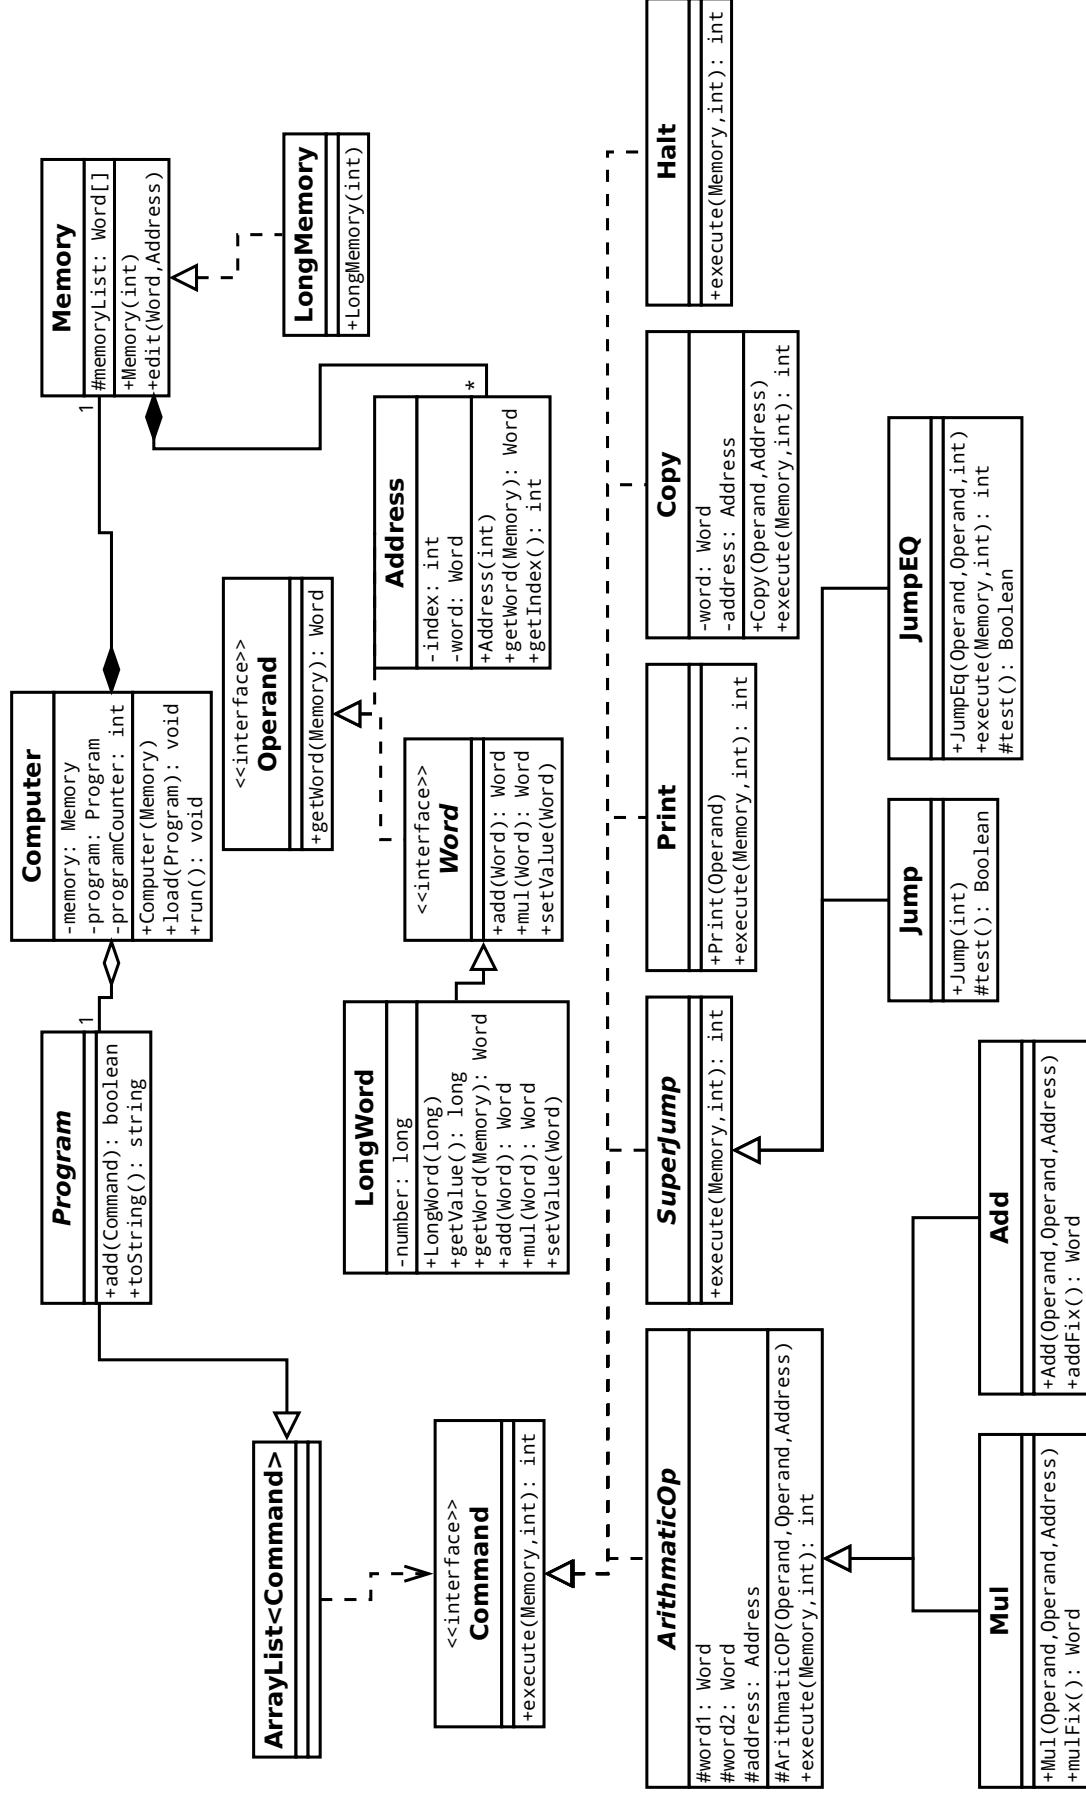 ArrayList<Command>
Program
+add(Command): boolean
+toString(): string
1
Computer
-memory: Memory
-program: Program
-programCounter: int
+Computer(Memory)
+load(Program): void
+run(): void
1
Memory
#memoryList: Word[]
+Memory(int)
+edit(Word,Address)
LongMemory
+LongMemory(int)
<<interface>>
Operand
+getWord(Memory): Word
*
Address
-index: int
-word: Word
+Address(int)
+getWord(Memory): Word
+getIndex(): int
<<interface>>
Word
+add(Word): Word
+mul(Word): Word
+setValue(Word)
LongWord
-number: long
+LongWord(long)
+getValue(): long
+getWord(Memory): Word
+add(Word): Word
+mul(Word): Word
+setValue(Word)
<<interface>>
Command
+execute(Memory,int): int
ArithmaticOp
#word1: Word
#word2: Word
#address: Address
#ArithmaticOP(Operand,Operand,Address)
+execute(Memory,int): int
SuperJump
+execute(Memory,int): int
Print
+Print(Operand)
+execute(Memory,int): int
Copy
-word: Word
-address: Address
+Copy(Operand,Address)
+execute(Memory,int): int
Halt
+execute(Memory,int): int
Jump
+Jump(int)
#test(): Boolean
JumpEQ
+JumpEq(Operand,Operand,int)
+execute(Memory,int): int
#test(): Boolean
Mul
+Mul(Operand,Operand,Address)
+mulFix(): Word
Add
+Add(Operand,Operand,Address)
+addFix(): Word